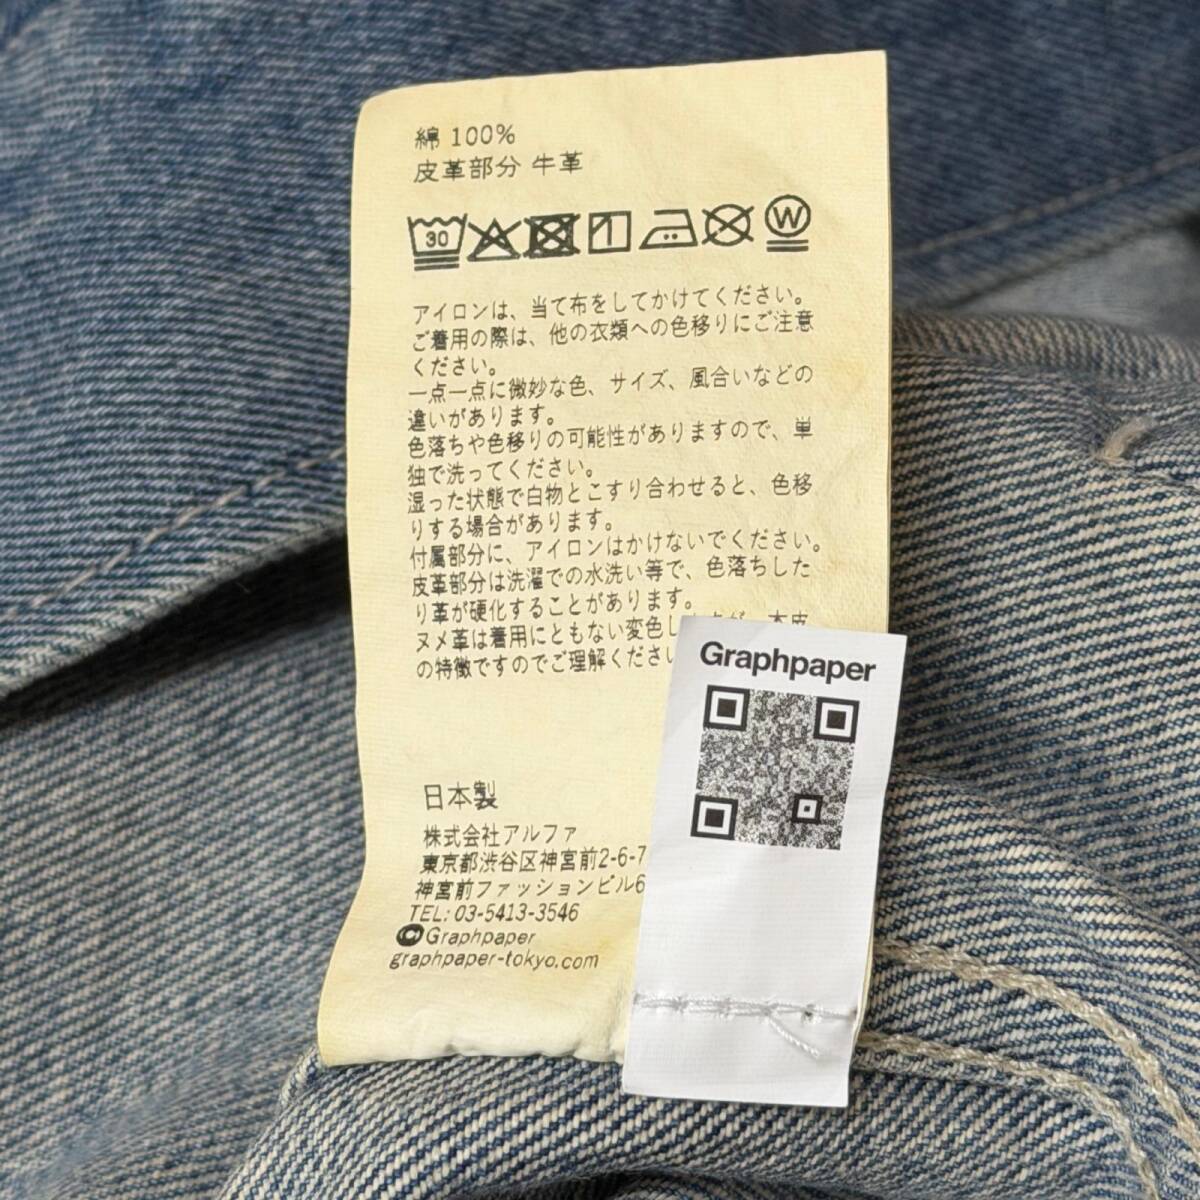 綿 100%
皮革部分 牛革
30
W
アイロンは、当て布をしてかけてください。
ご着用の際は、他の衣類への色移りにご注意
ください。
一点一点に微妙な色、サイズ、風合いなどの
違いがあります。
色落ちや色移りの可能性がありますので、単
独で洗ってください。
湿った状態で白物とこすり合わせると、色移
りする場合があります。
付属部分に、アイロンはかけないでください。
皮革部分は洗濯での水洗い等で、色落ちした
り革が硬化することがあります。
ヌメ革は着用にともない変色し
の特徴ですのでご理解くださ
日本製
株式会社アルファ
東京都渋谷区神宮前2-6-7
神宮前ファッションビル6
TEL: 03-5413-3546
©Graphpaper
graphpaper-tokyo.com
Graphpaper